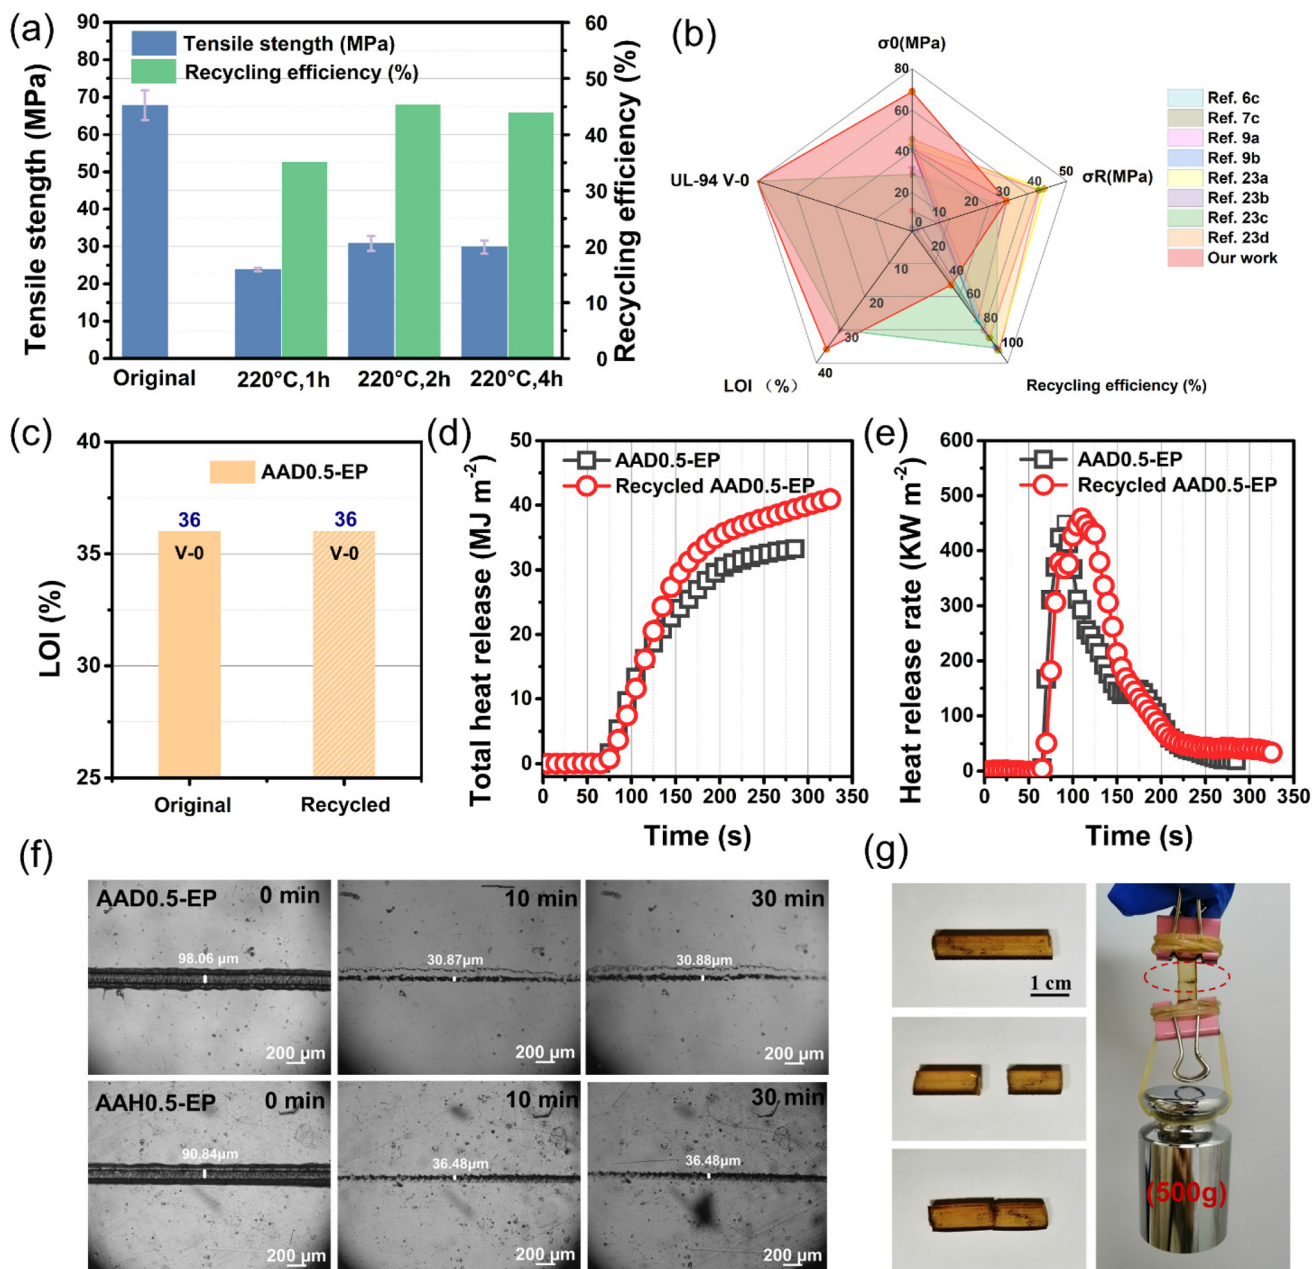 (a)
Tensile stength (MPa)
90
80
70
60
50
40
30
20
10
0
Tensile stength (MPa)
Recycling efficiency (%)
Original
220°C,1h
220°C,2h
220°C,4h
60
50
40
30
20
10
0
Recycling efficiency (%)
(b)
σ0(MPa)
80
60
40
20
0
σR(MPa)
50
40
30
20
10
Recycling efficiency (%)
20
40
60
80
100
LOI （%）
10
20
30
40
UL-94 V-0
Ref. 6c
Ref. 7c
Ref. 9a
Ref. 9b
Ref. 23a
Ref. 23b
Ref. 23c
Ref. 23d
Our work
(c)
LOI (%)
40
35
30
25
AAD0.5-EP
36
36
V-0
V-0
Original
Recycled
(d)
Total heat release (MJ m-2)
50
40
30
20
10
0
AAD0.5-EP
Recycled AAD0.5-EP
0 50 100 150 200 250 300 350
Time (s)
(e)
Heat release rate (KW m-2)
600
500
400
300
200
100
0
AAD0.5-EP
Recycled AAD0.5-EP
0 50 100 150 200 250 300 350
Time (s)
(f)
AAD0.5-EP 0 min
98.06 μm
200 μm
10 min
30.87μm
200 μm
30 min
30.88 μm
200 μm
AAH0.5-EP 0 min
90.84μm
200 μm
10 min
36.48μm
200 μm
30 min
36.48μm
200 μm
(g)
1 cm
(500g)